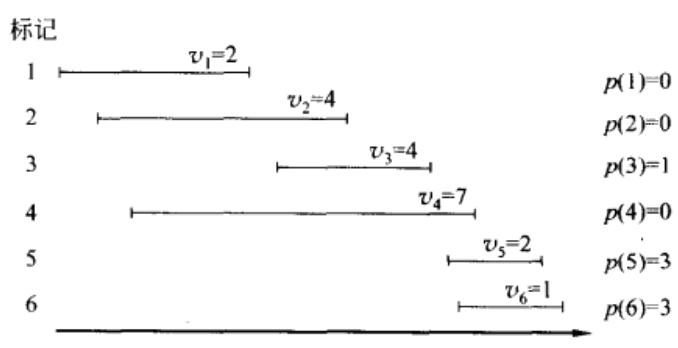 标记
1 v₁=2 p(1)=0
2 v₂=4 p(2)=0
3 v₃=4 p(3)=1
4 v₄=7 p(4)=0
5 v₅=2 p(5)=3
6 v₆=1 p(6)=3